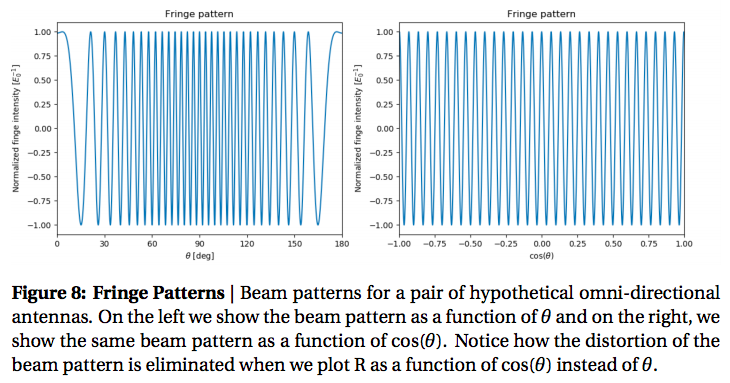 Fringe pattern
Normalized finge intensity [E₀⁻¹]
1.00
0.75
0.50
0.25
0.00
−0.25
−0.50
−0.75
−1.00
0 30 60 90 120 150 180
θ [deg]
Fringe pattern
Normalized finge intensity [E₀⁻¹]
1.00
0.75
0.50
0.25
0.00
−0.25
−0.50
−0.75
−1.00
−1.00 −0.75 −0.50 −0.25 0.00 0.25 0.50 0.75 1.00
cos(θ)
Figure 8: Fringe Patterns | Beam patterns for a pair of hypothetical omni-directional
antennas. On the left we show the beam pattern as a function of θ and on the right, we
show the same beam pattern as a function of cos(θ). Notice how the distortion of
the beam pattern is eliminated when we plot R as a function of cos(θ) instead of θ.